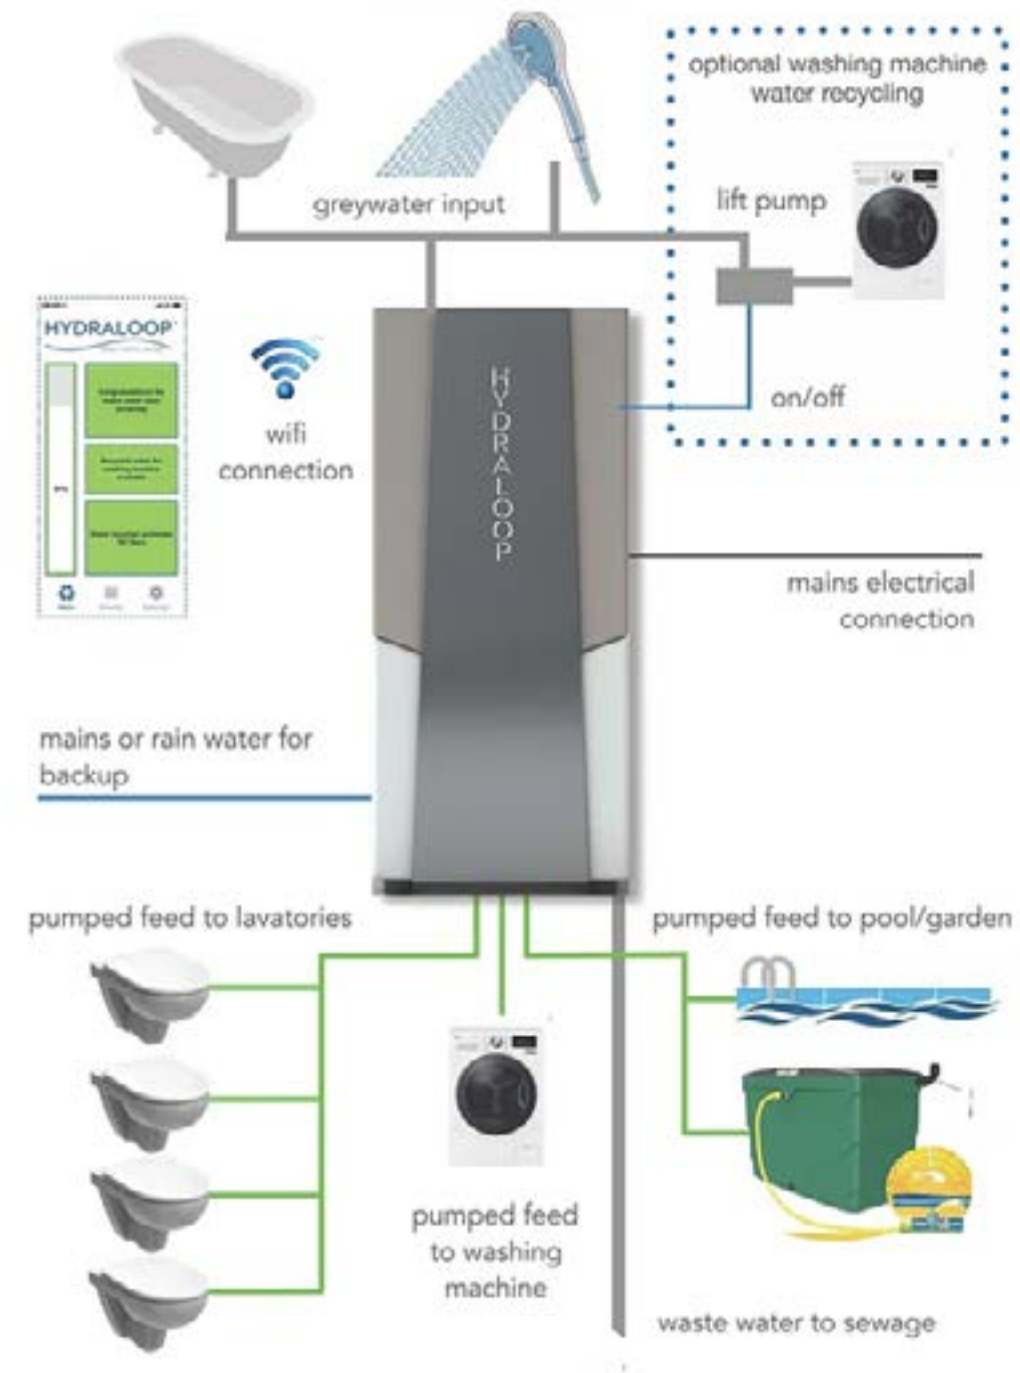 optional washing machine
water recycling
greywater input
lift pump
HYDRALOOP
wifi
connection
HYDRALOOP
on/off
mains electrical
connection
mains or rain water for
backup
pumped feed to lavatories
pumped feed to pool/garden
pumped feed
to washing
machine
waste water to sewage